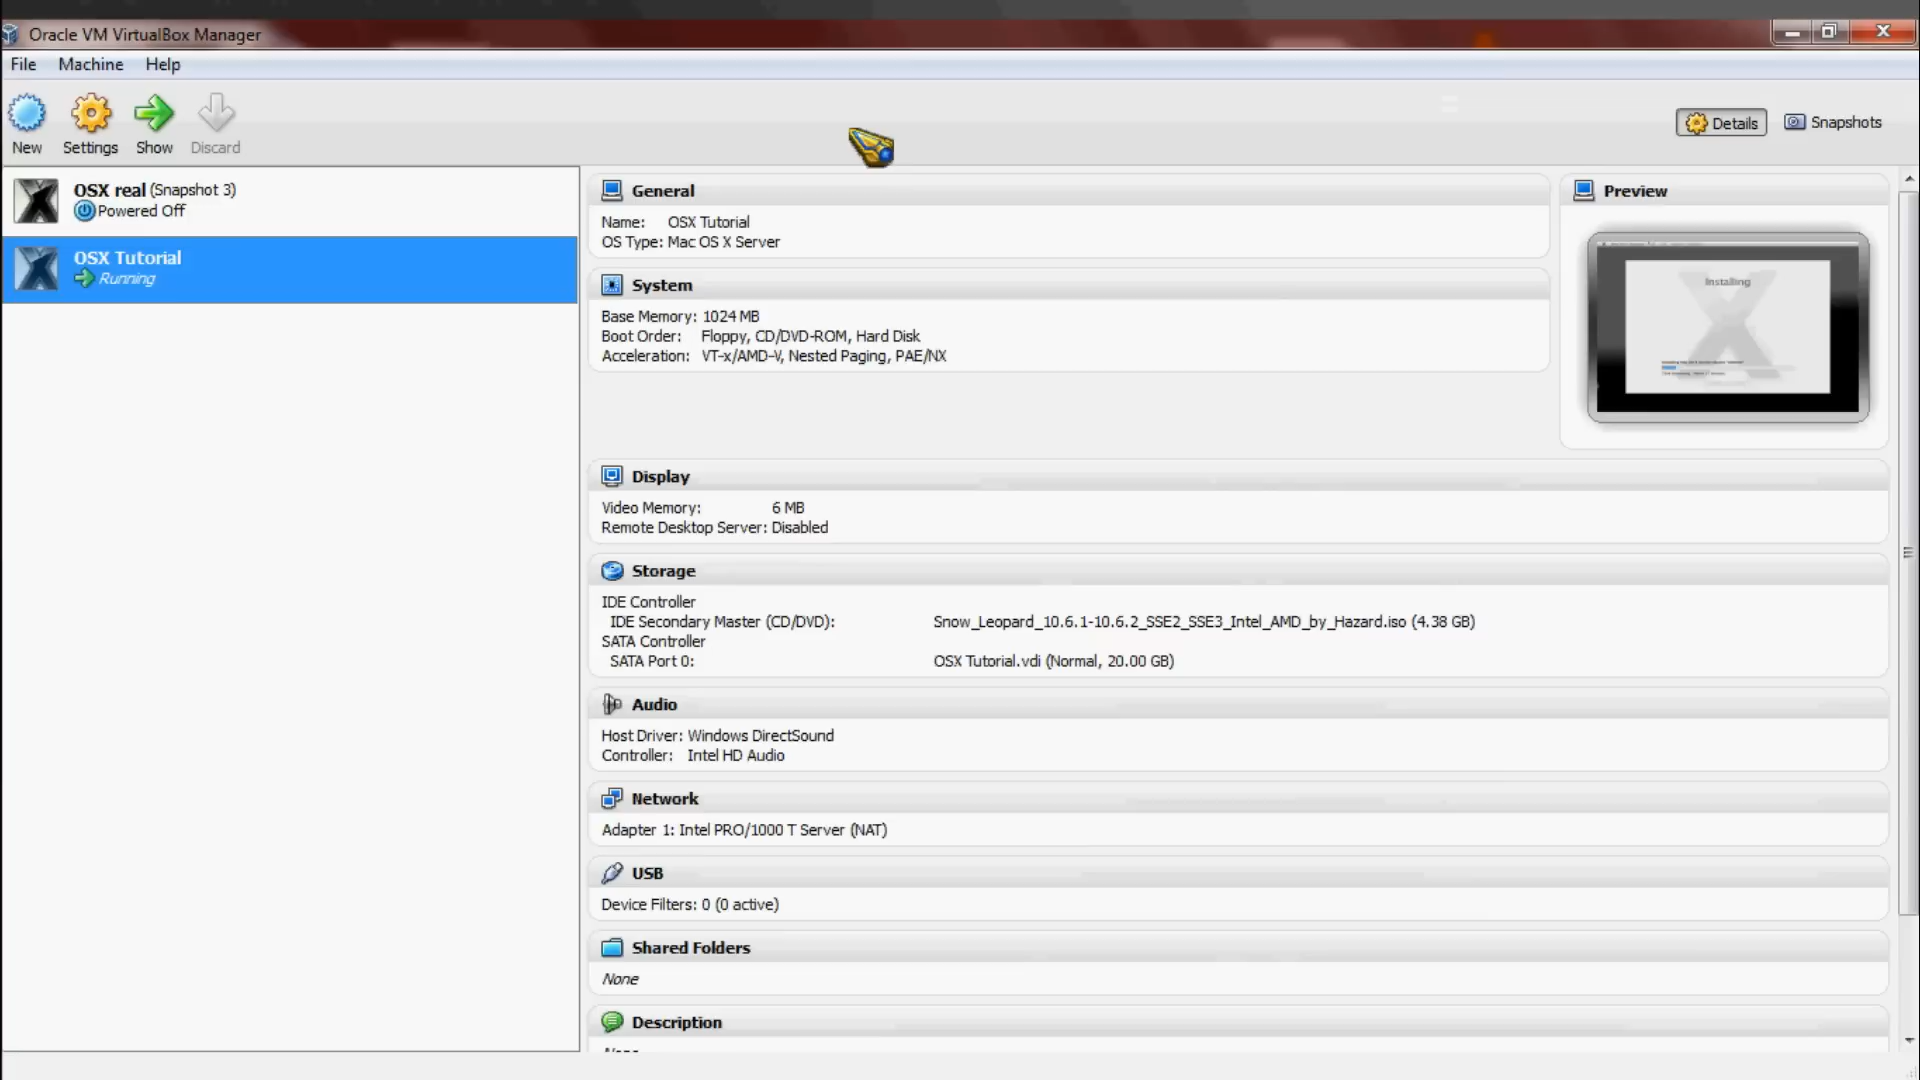 Oracle VM VirtualBox Manager
File Machine Help
New Settings Show Discard
Details Snapshots
OSX real (Snapshot 3)
Powered Off
OSX Tutorial
Running
General
Name: OSX Tutorial
OS Type: Mac OS X Server
Preview
Installing
System
Base Memory: 1024 MB
Boot Order: Floppy, CD/DVD-ROM, Hard Disk
Acceleration: VT-x/AMD-V, Nested Paging, PAE/NX
Display
Video Memory: 6 MB
Remote Desktop Server: Disabled
Storage
IDE Controller
IDE Secondary Master (CD/DVD): Snow_Leopard_10.6.1-10.6.2_SSE2_SSE3_Intel_AMD_by_Hazard.iso (4.38 GB)
SATA Controller
SATA Port 0: OSX Tutorial.vdi (Normal, 20.00 GB)
Audio
Host Driver: Windows DirectSound
Controller: Intel HD Audio
Network
Adapter 1: Intel PRO/1000 T Server (NAT)
USB
Device Filters: 0 (0 active)
Shared Folders
None
Description